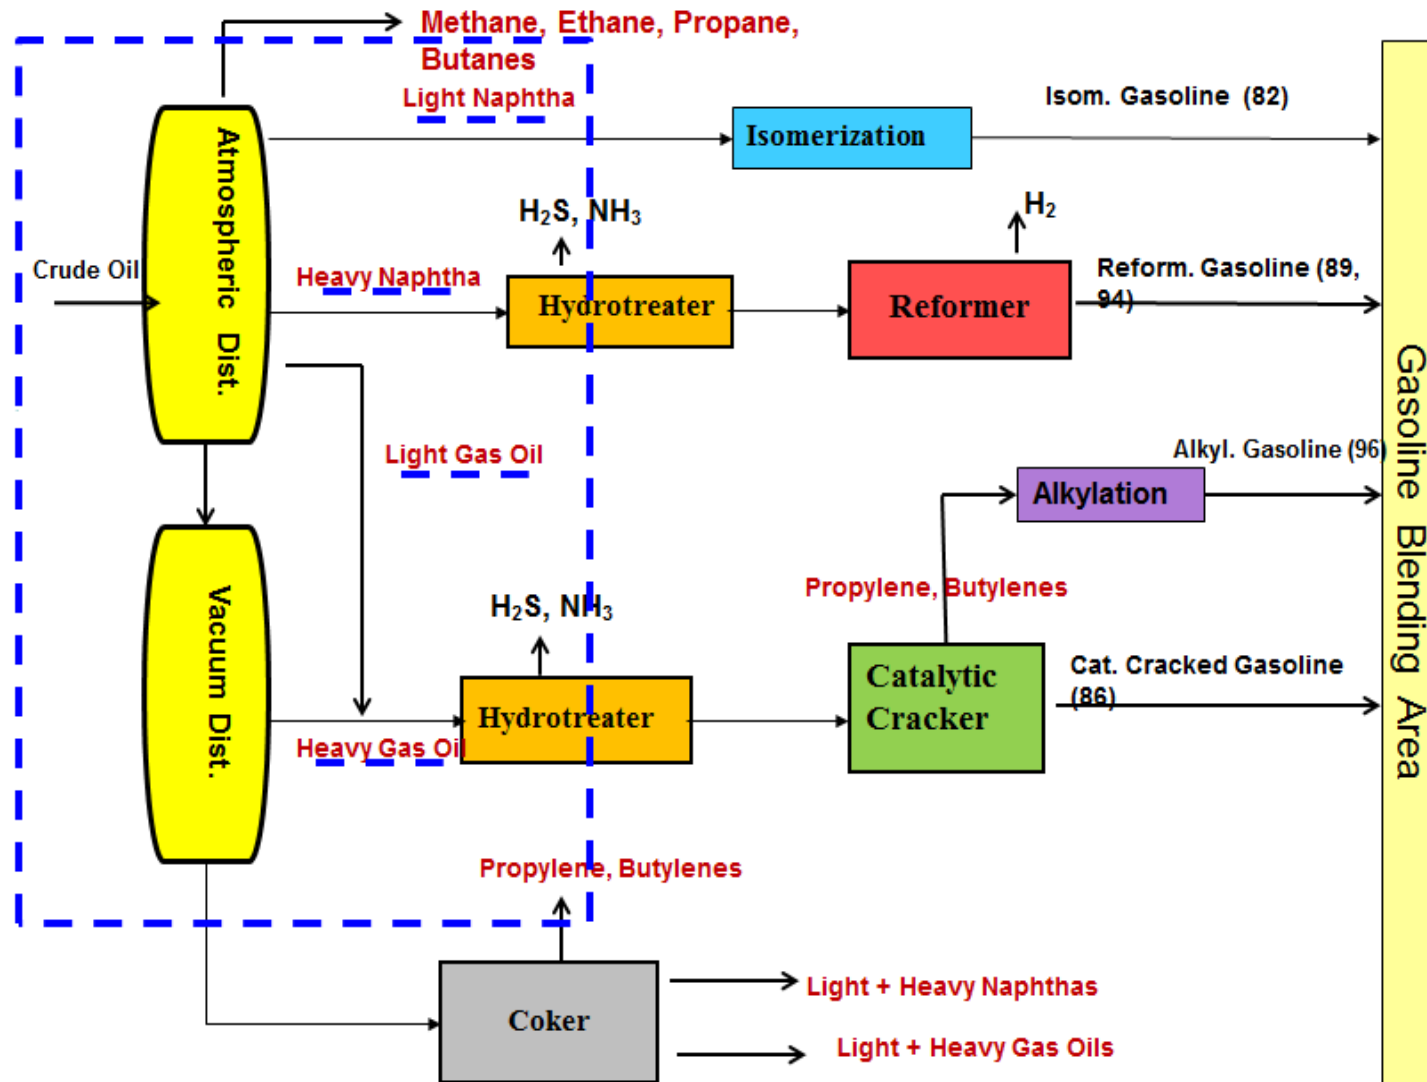 Methane, Ethane, Propane,
Butanes
Light Naphtha
Isom. Gasoline (82)
Atmospheric Dist.
Isomerization
H₂S, NH₃
H₂
Crude Oil
Heavy Naphtha
Reform. Gasoline (89,
94)
Hydrotreater
Reformer
Gasoline Blending Area
Light Gas Oil
Alkyl. Gasoline (96)
Alkylation
Vacuum Dist.
H₂S, NH₃
Propylene, Butylenes
Catalytic
Cracker
Cat. Cracked Gasoline
(86)
Hydrotreater
Heavy Gas Oil
Propylene, Butylenes
Coker
Light + Heavy Naphthas
Light + Heavy Gas Oils